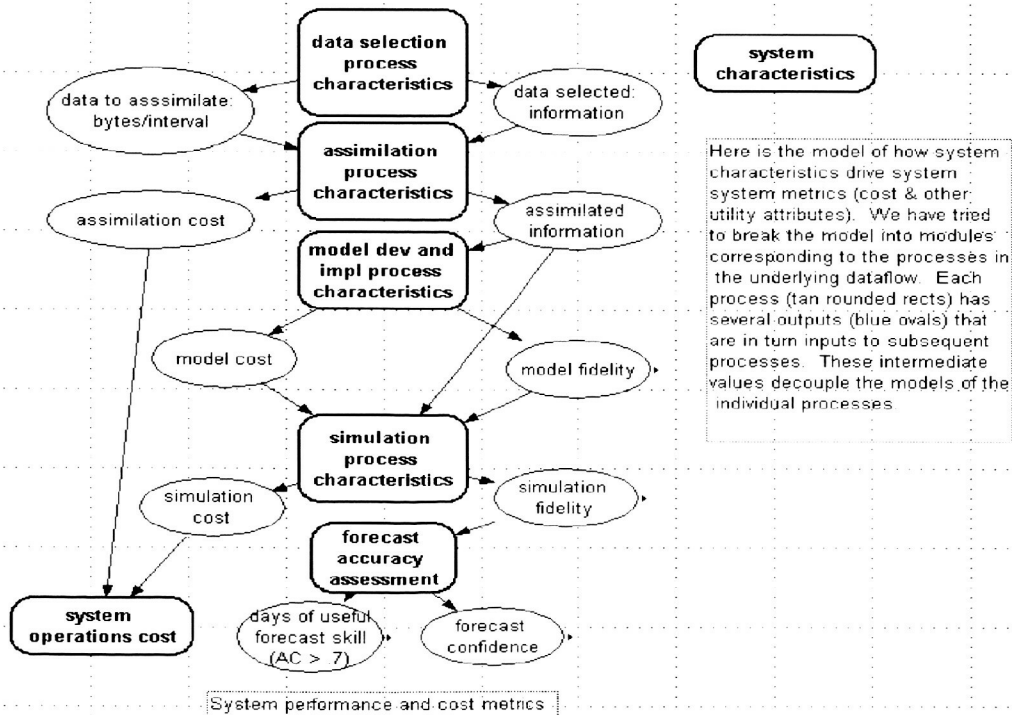 data selection
process
characteristics
system
characteristics
data to asssimilate:
bytes/interval
data selected:
information
assimilation
process
characteristics
Here is the model of how system
characteristics drive system
system metrics (cost & other
utility attributes). We have tried
to break the model into modules
corresponding to the processes in
the underlying dataflow. Each
process (tan rounded rects) has
several outputs (blue ovals) that
are in turn inputs to subsequent
processes. These intermediate
values decouple the models of the
individual processes
assimilation cost
assimilated
information
model dev and
impl process
characteristics
model cost
model fidelity
simulation
process
characteristics
simulation
cost
simulation
fidelity
forecast
accuracy
assessment
system
operations cost
days of useful
forecast skill
(AC > .7)
forecast
confidence
System performance and cost metrics